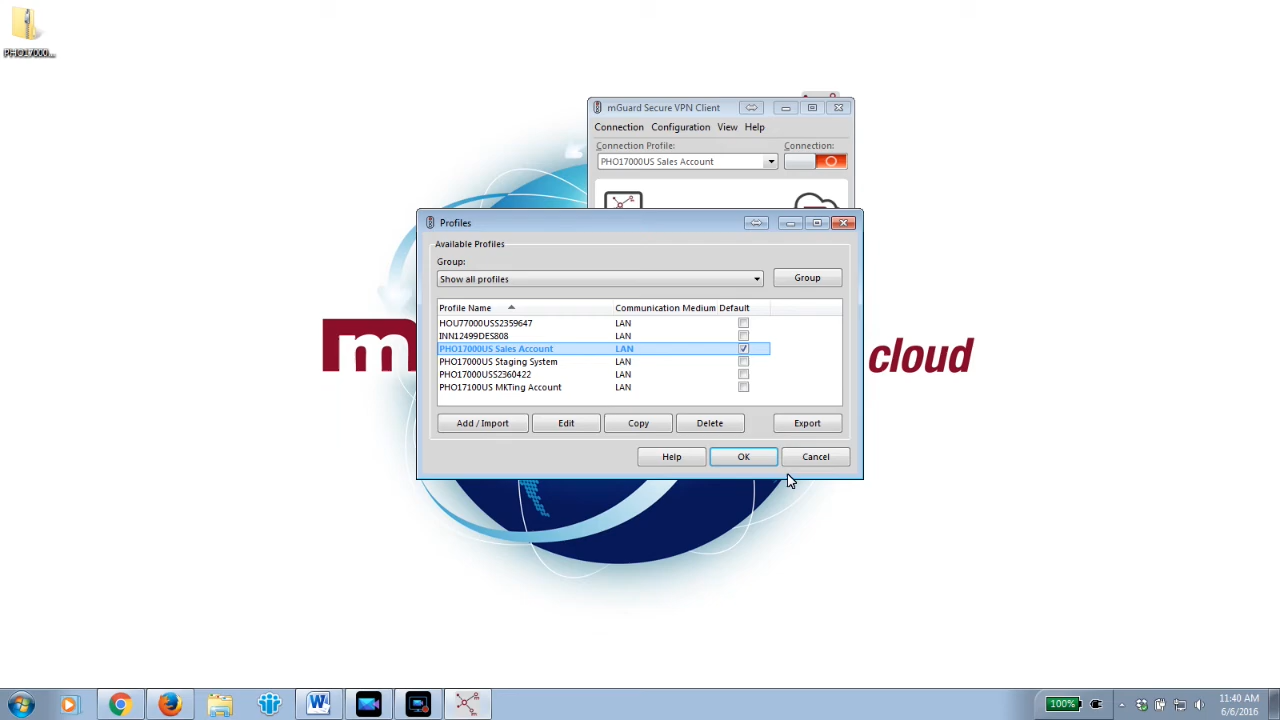 PHO17000...
mGuard Secure VPN Client
Connection Configuration View Help
Connection Profile: Connection:
PHO17000US Sales Account
Profiles
Available Profiles
Group:
Show all profiles Group
Profile Name Communication Medium Default
HOU77000USS2359647 LAN
INN12499DES808 LAN
PHO17000US Sales Account LAN
PHO17000US Staging System LAN
PHO17000USS2360422 LAN
PHO17100US MKTing Account LAN
Add / Import Edit Copy Delete Export
Help OK Cancel
m cloud
100% 11:40 AM
6/6/2016